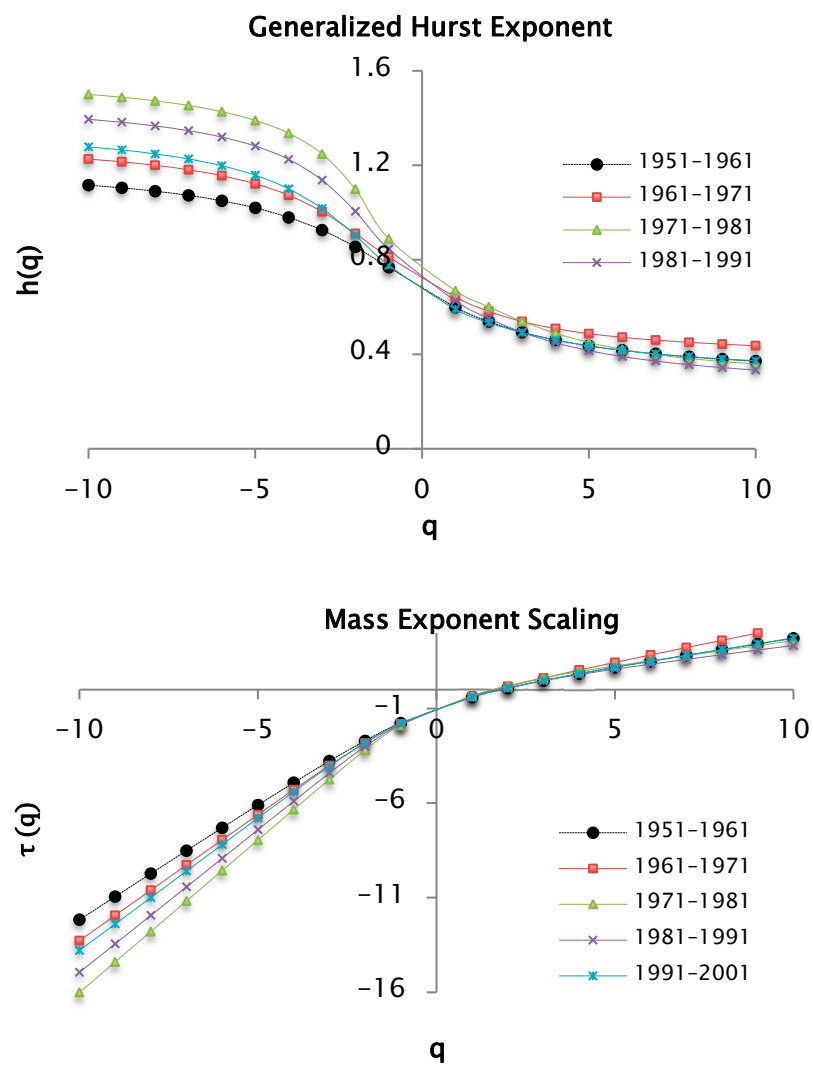 Generalized Hurst Exponent
1.6
1.2
0.8
0.4
0
h(q)
1951–1961
1961–1971
1971–1981
1981–1991
−10 −5 0 5 10
q
Mass Exponent Scaling
−1
−10 −5 0 5 10
−6
−11
−16
τ (q)
1951–1961
1961–1971
1971–1981
1981–1991
1991–2001
q